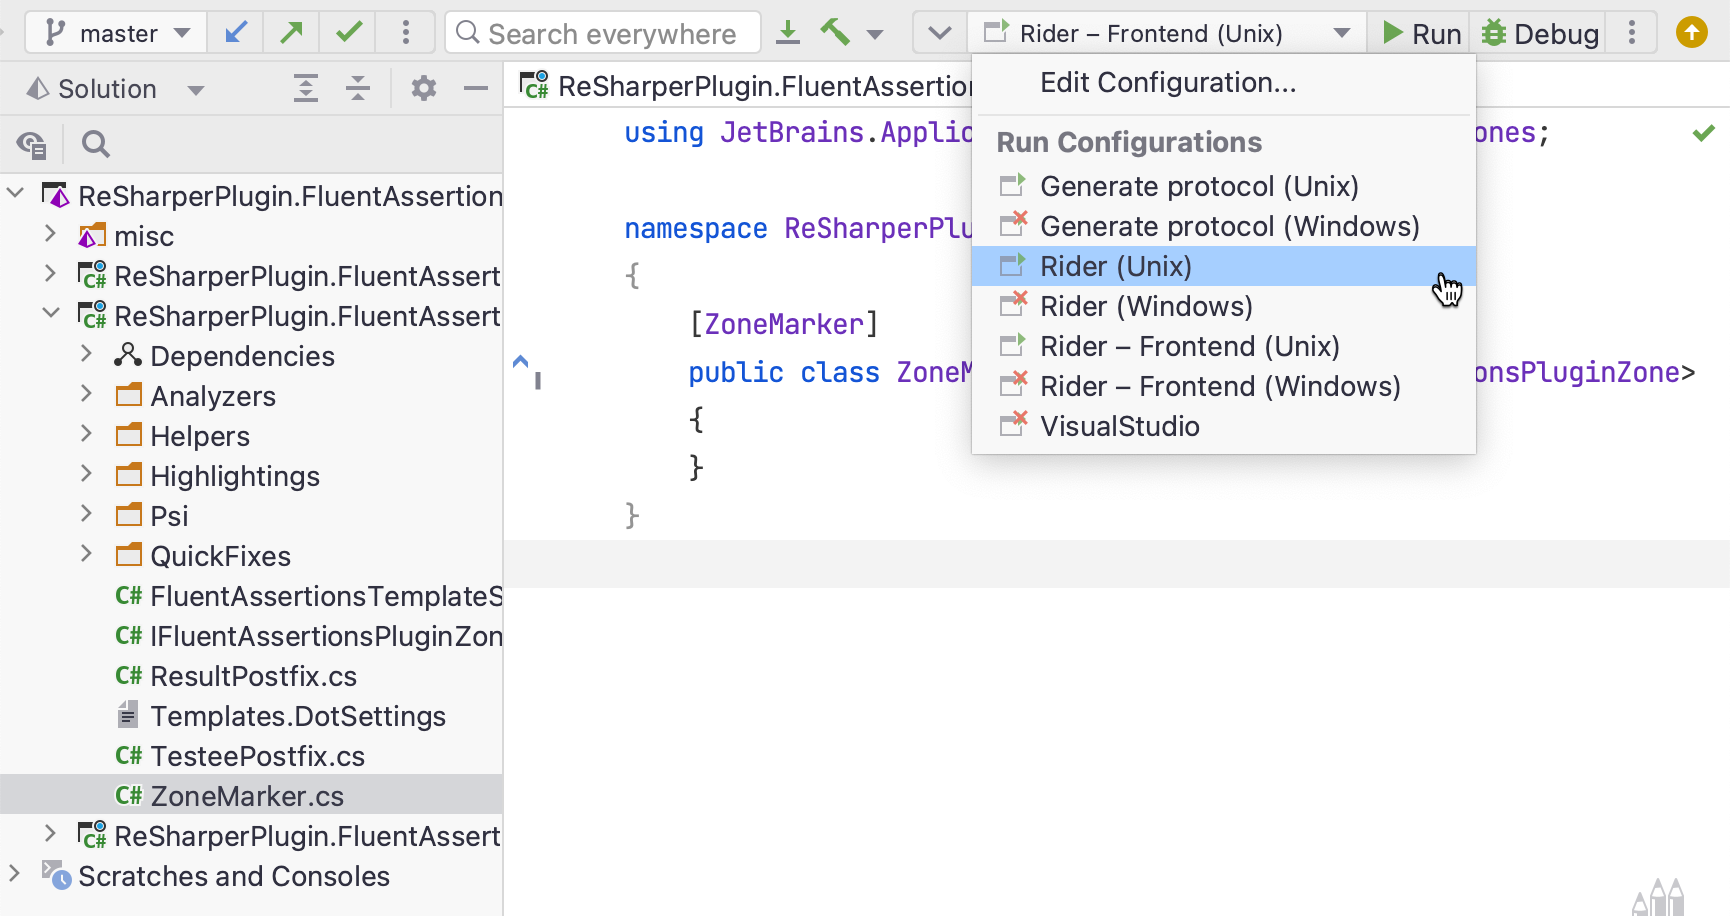 master
Search everywhere
Rider – Frontend (Unix)
Run
Debug
Solution
ReSharperPlugin.FluentAssertion
Edit Configuration...
Run Configurations
Generate protocol (Unix)
Generate protocol (Windows)
Rider (Unix)
Rider (Windows)
Rider – Frontend (Unix)
Rider – Frontend (Windows)
VisualStudio
ReSharperPlugin.FluentAssertion
misc
C# ReSharperPlugin.FluentAssert
C# ReSharperPlugin.FluentAssert
Dependencies
Analyzers
Helpers
Highlightings
Psi
QuickFixes
C# FluentAssertionsTemplateS
C# IFluentAssertionsPluginZon
C# ResultPostfix.cs
Templates.DotSettings
C# TesteePostfix.cs
C# ZoneMarker.cs
C# ReSharperPlugin.FluentAssert
Scratches and Consoles
using JetBrains.Applic ones;
namespace ReSharperPlu
{
[ZoneMarker]
public class ZoneM onsPluginZone>
{
}
}